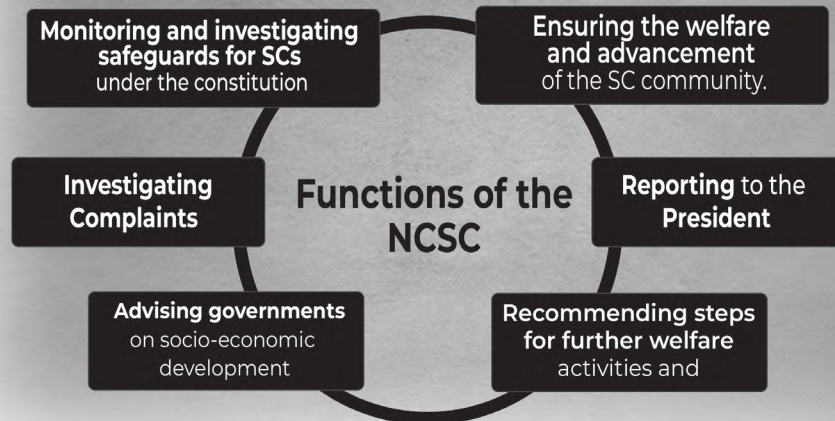 Monitoring and investigating
safeguards for SCs
under the constitution
Ensuring the welfare
and advancement
of the SC community.
Investigating
Complaints
Functions of the
NCSC
Reporting to the
President
Advising governments
on socio-economic
development
Recommending steps
for further welfare
activities and